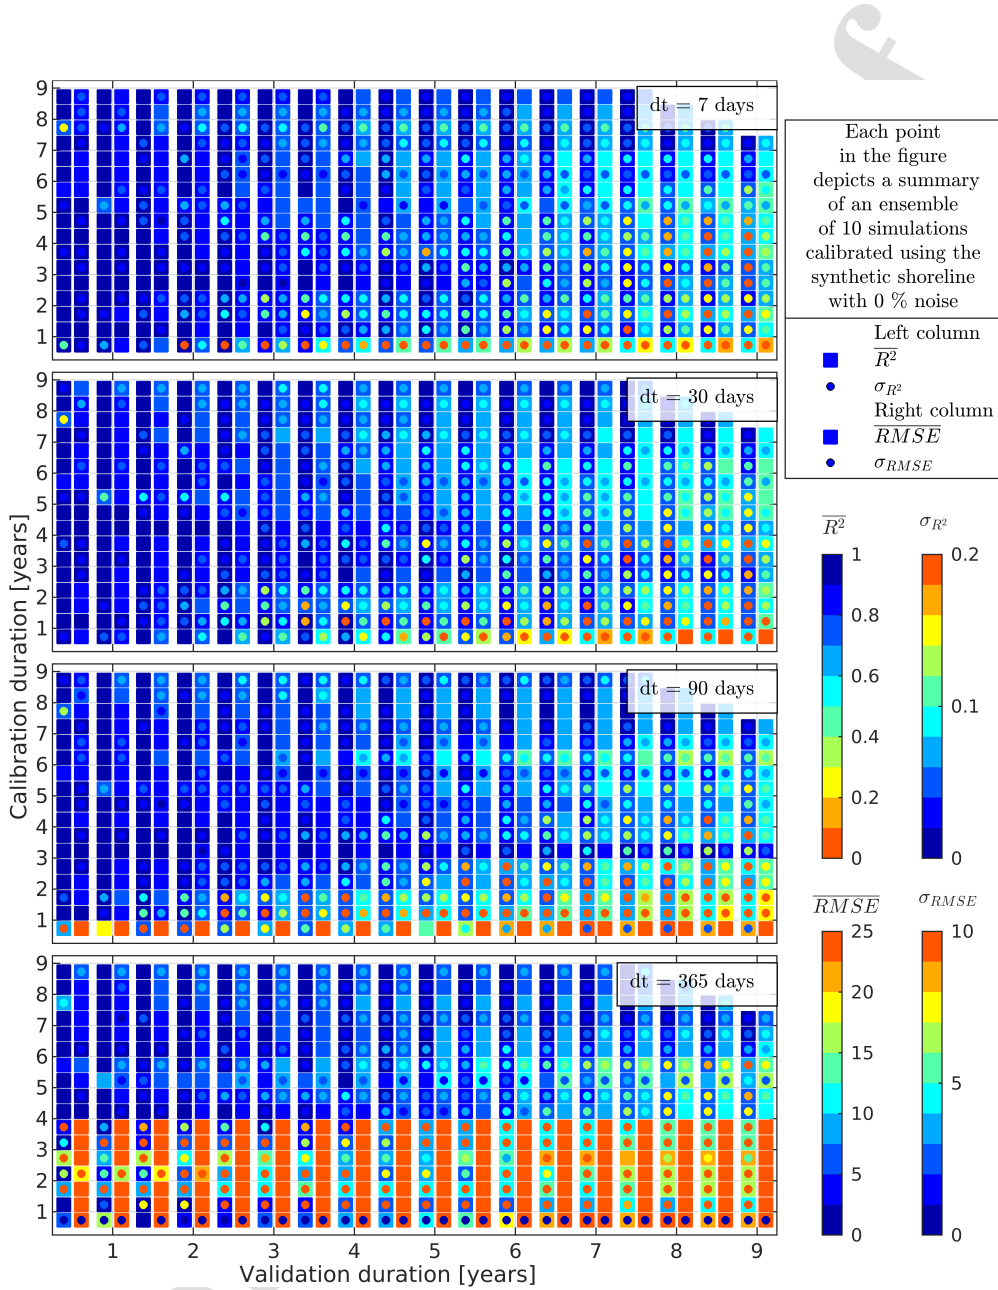 9
8
7
6
5
4
3
2
1
dt = 7 days
9
8
7
6
5
4
3
2
1
dt = 30 days
9
8
7
6
5
4
3
2
1
dt = 90 days
9
8
7
6
5
4
3
2
1
dt = 365 days
1 2 3 4 5 6 7 8 9
Validation duration [years]
Calibration duration [years]
Each point
in the figure
depicts a summary
of an ensemble
of 10 simulations
calibrated using the
synthetic shoreline
with 0 % noise
Left column
R²
σ_R²
Right column
RMSE
σ_RMSE
R² σ_R²
1 0.2
0.8
0.6
0.4 0.1
0.2
0 0
RMSE σ_RMSE
25 10
20
15
10 5
5
0 0